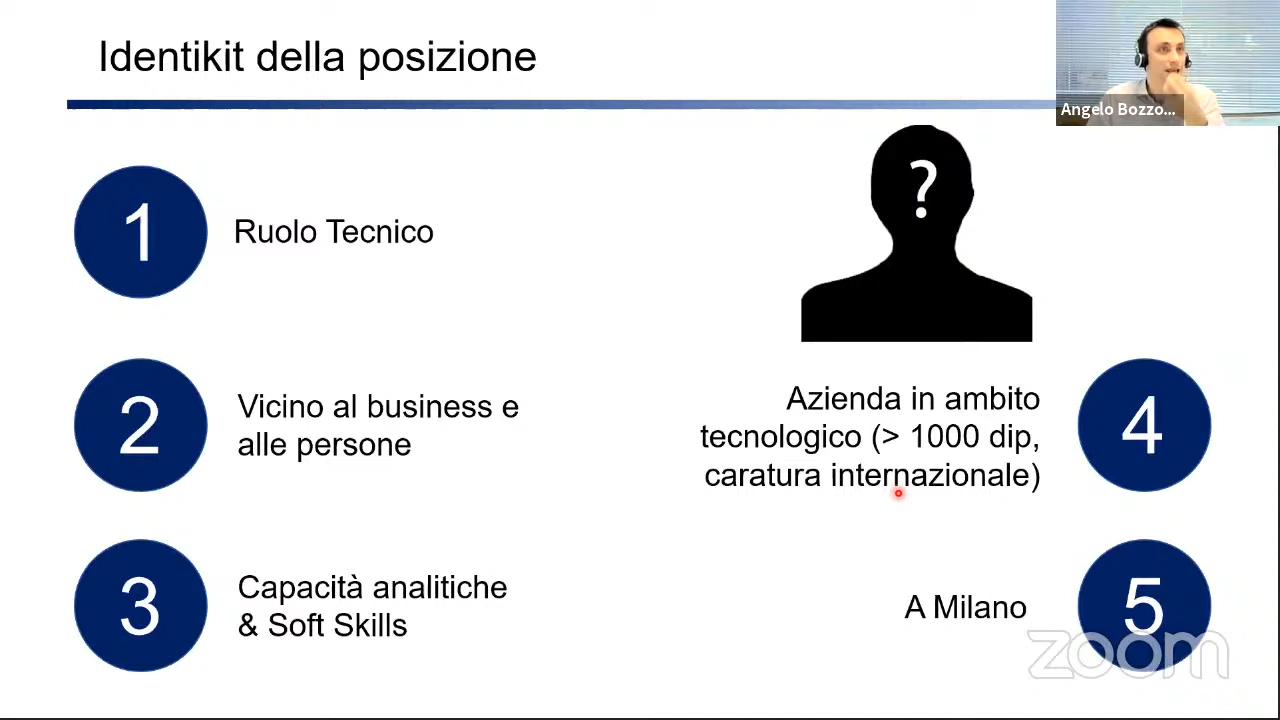 Identikit della posizione
Angelo Bozzo...
?
1
Ruolo Tecnico
2
Vicino al business e
alle persone
3
Capacità analitiche
& Soft Skills
Azienda in ambito
tecnologico (> 1000 dip,
caratura internazionale)
4
A Milano
5
zoom